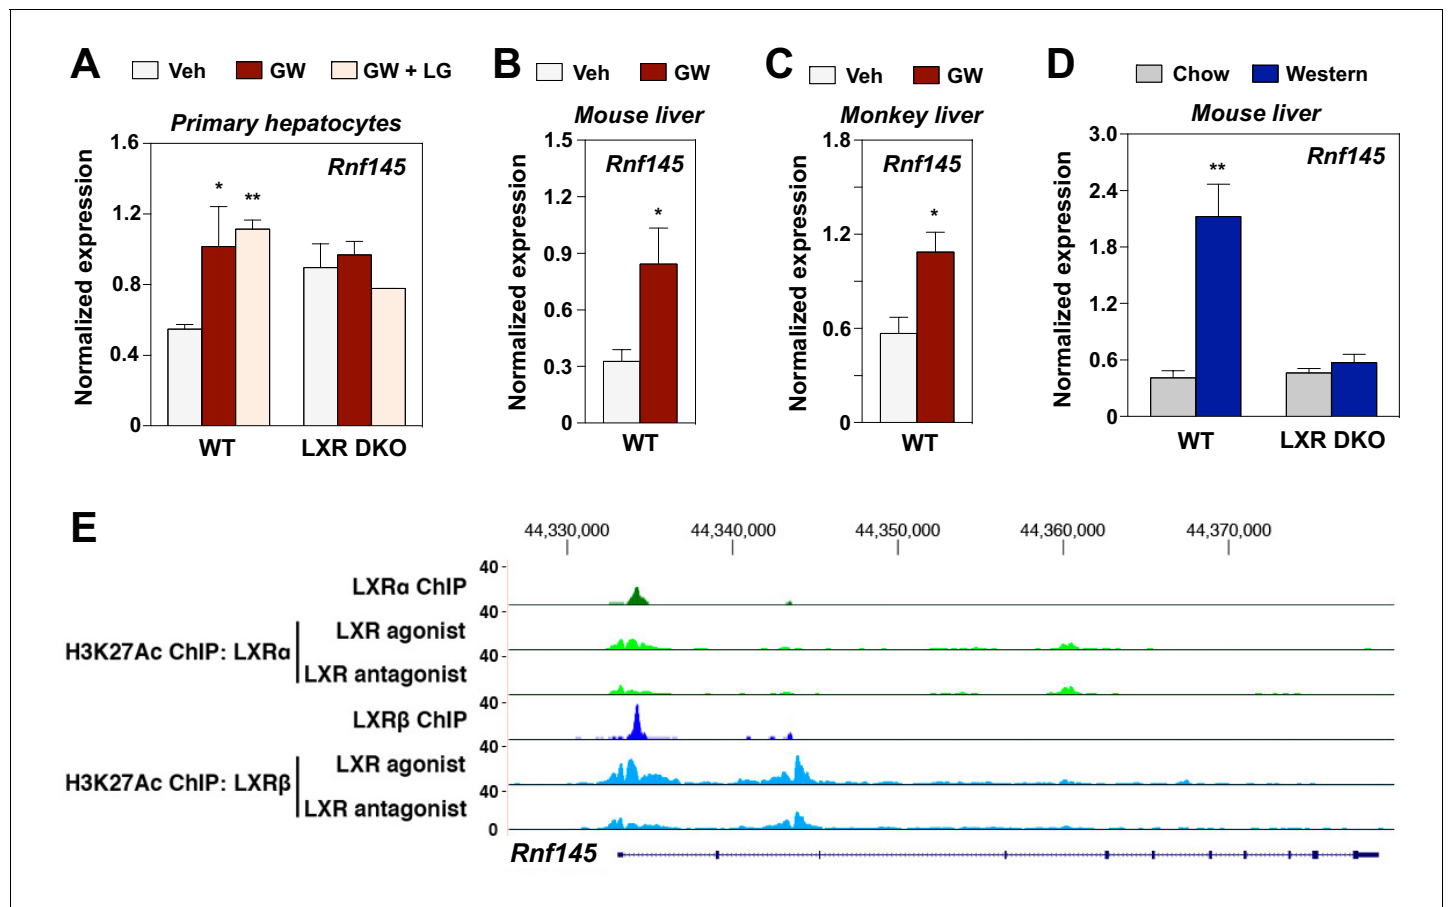 A
Veh GW GW + LG
Primary hepatocytes
Rnf145
Normalized expression
1.6
1.2
0.8
0.4
0
* **
WT LXR DKO
B
Veh GW
Mouse liver
Rnf145
Normalized expression
1.5
1.2
0.9
0.6
0.3
0
*
WT
C
Veh GW
Monkey liver
Rnf145
Normalized expression
1.8
1.2
0.6
0
*
WT
D
Chow Western
Mouse liver
Rnf145
Normalized expression
3.0
2.4
1.8
1.2
0.6
0
**
WT LXR DKO
E
44,330,000 44,340,000 44,350,000 44,360,000 44,370,000
LXRα ChIP 40
H3K27Ac ChIP: LXRα
LXR agonist 40
LXR antagonist 40
LXRβ ChIP 40
H3K27Ac ChIP: LXRβ
LXR agonist 40
LXR antagonist 40
0
Rnf145